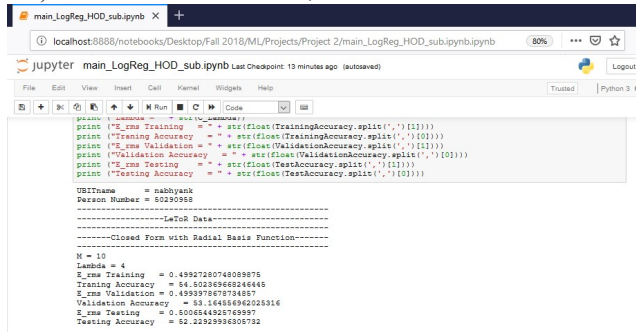 main_LogReg_HOD_sub.ipynb
localhost:8888/notebooks/Desktop/Fall 2018/ML/Projects/Project 2/main_LogReg_HOD_sub.ipynb.ipynb 80%
jupyter main_LogReg_HOD_sub.ipynb Last Checkpoint: 13 minutes ago (autosaved) Logout
File Edit View Insert Cell Kernel Widgets Help Trusted Python 3
Run Code
print ("Lambda = " + str(C_Lambda))
print ("E_rms Training = " + str(float(TrainingAccuracy.split(',')[1])))
print ("Traning Accuracy = " + str(float(TrainingAccuracy.split(',')[0])))
print ("E_rms Validation = " + str(float(ValidationAccuracy.split(',')[1])))
print ("Validation Accuracy = " + str(float(ValidationAccuracy.split(',')[0])))
print ("E_rms Testing = " + str(float(TestAccuracy.split(',')[1])))
print ("Testing Accuracy = " + str(float(TestAccuracy.split(',')[0])))
UBITname = nabhyank
Person Number = 50290958
----------------------------------------------------
------------------LeToR Data------------------------
----------------------------------------------------
-------Closed Form with Radial Basis Function-------
----------------------------------------------------
M = 10
Lambda = 4
E_rms Training = 0.49927280748089875
Traning Accuracy = 54.502369668246445
E_rms Validation = 0.4993978678734857
Validation Accuracy = 53.164556962025316
E_rms Testing = 0.5006544925769997
Testing Accuracy = 52.22929936305732